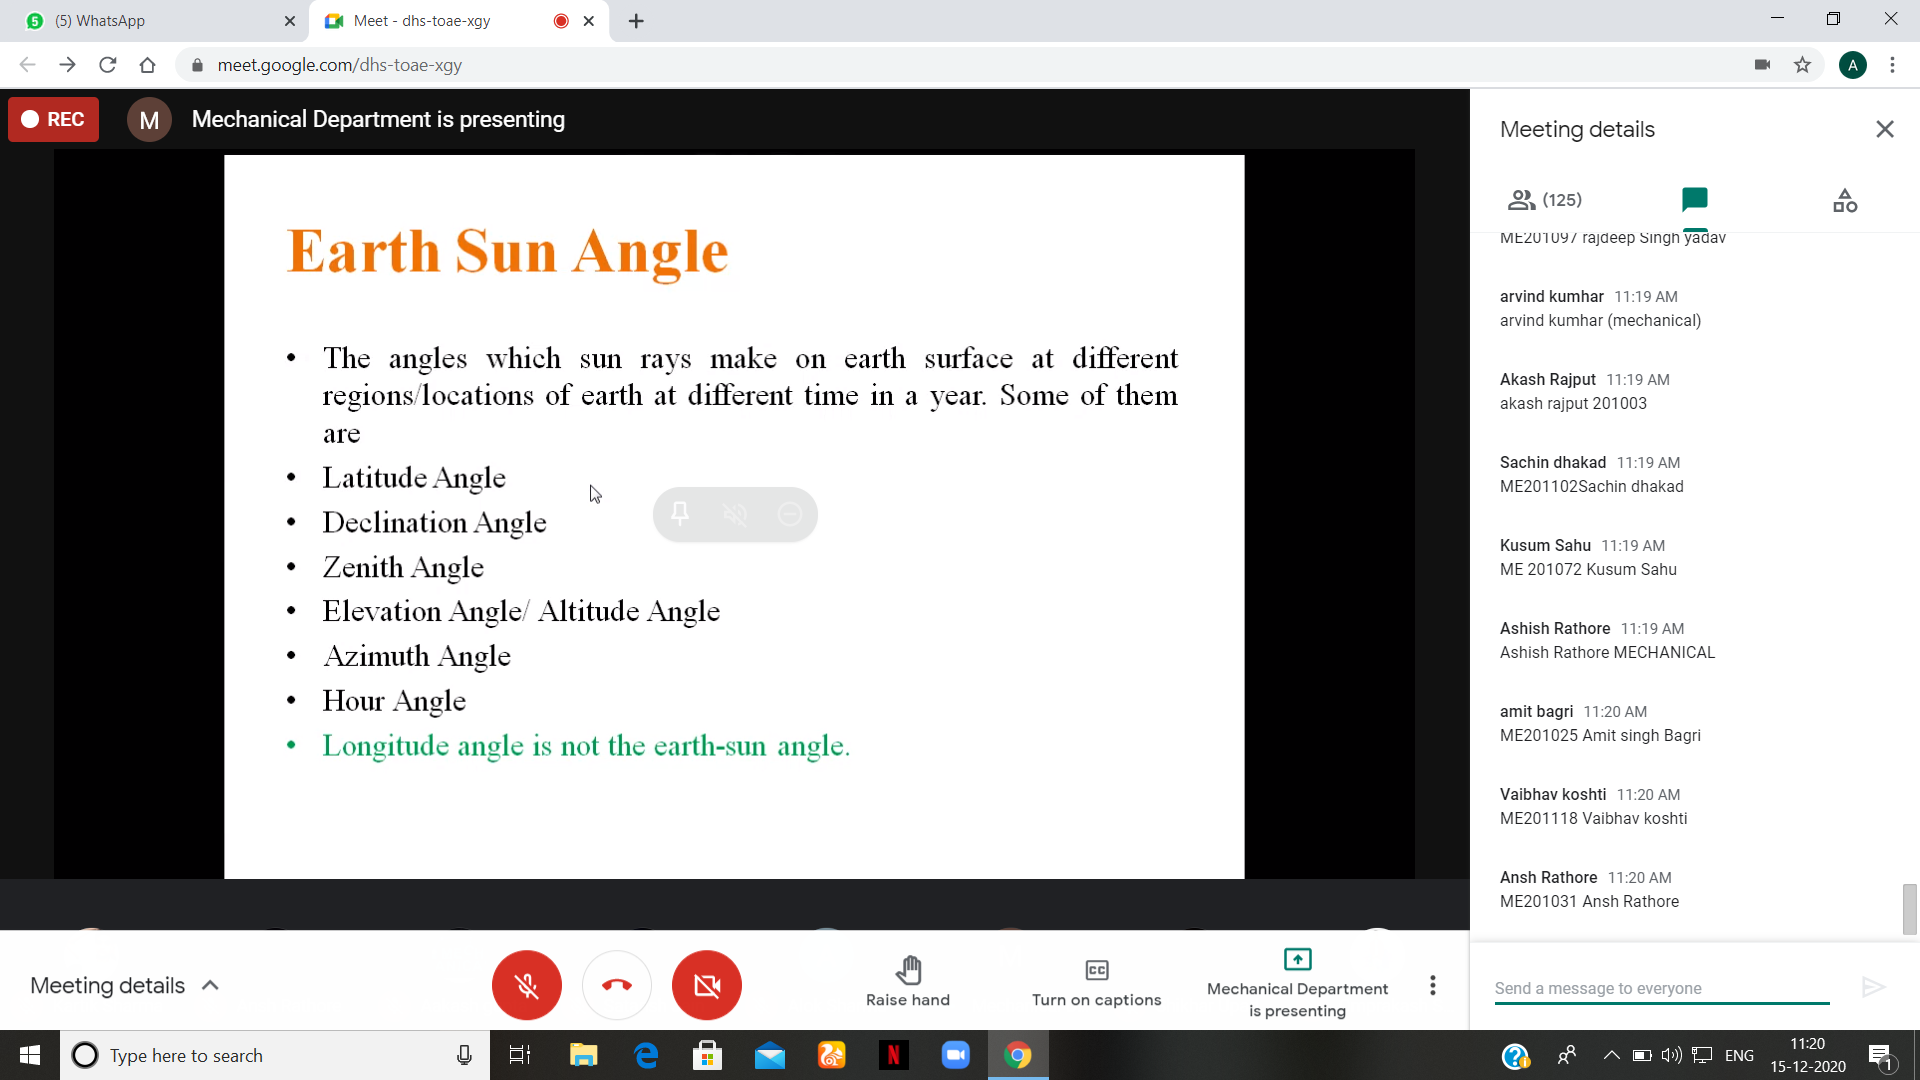 (5) WhatsApp
Meet - dhs-toae-xgy
meet.google.com/dhs-toae-xgy
A
REC
M
Mechanical Department is presenting
Earth Sun Angle
• The angles which sun rays make on earth surface at different
regions/locations of earth at different time in a year. Some of them
are
• Latitude Angle
• Declination Angle
• Zenith Angle
• Elevation Angle/ Altitude Angle
• Azimuth Angle
• Hour Angle
• Longitude angle is not the earth-sun angle.
Meeting details
(125)
ME201097 rajdeep Singh yadav
arvind kumhar 11:19 AM
arvind kumhar (mechanical)
Akash Rajput 11:19 AM
akash rajput 201003
Sachin dhakad 11:19 AM
ME201102Sachin dhakad
Kusum Sahu 11:19 AM
ME 201072 Kusum Sahu
Ashish Rathore 11:19 AM
Ashish Rathore MECHANICAL
amit bagri 11:20 AM
ME201025 Amit singh Bagri
Vaibhav koshti 11:20 AM
ME201118 Vaibhav koshti
Ansh Rathore 11:20 AM
ME201031 Ansh Rathore
Send a message to everyone
Meeting details
Raise hand
CC
Turn on captions
Mechanical Department
is presenting
Type here to search
ENG
11:20
15-12-2020
1